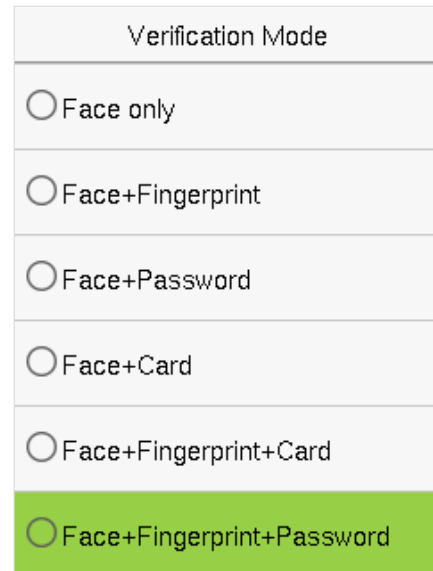 Verification Mode
Face only
Face+Fingerprint
Face+Password
Face+Card
Face+Fingerprint+Card
Face+Fingerprint+Password